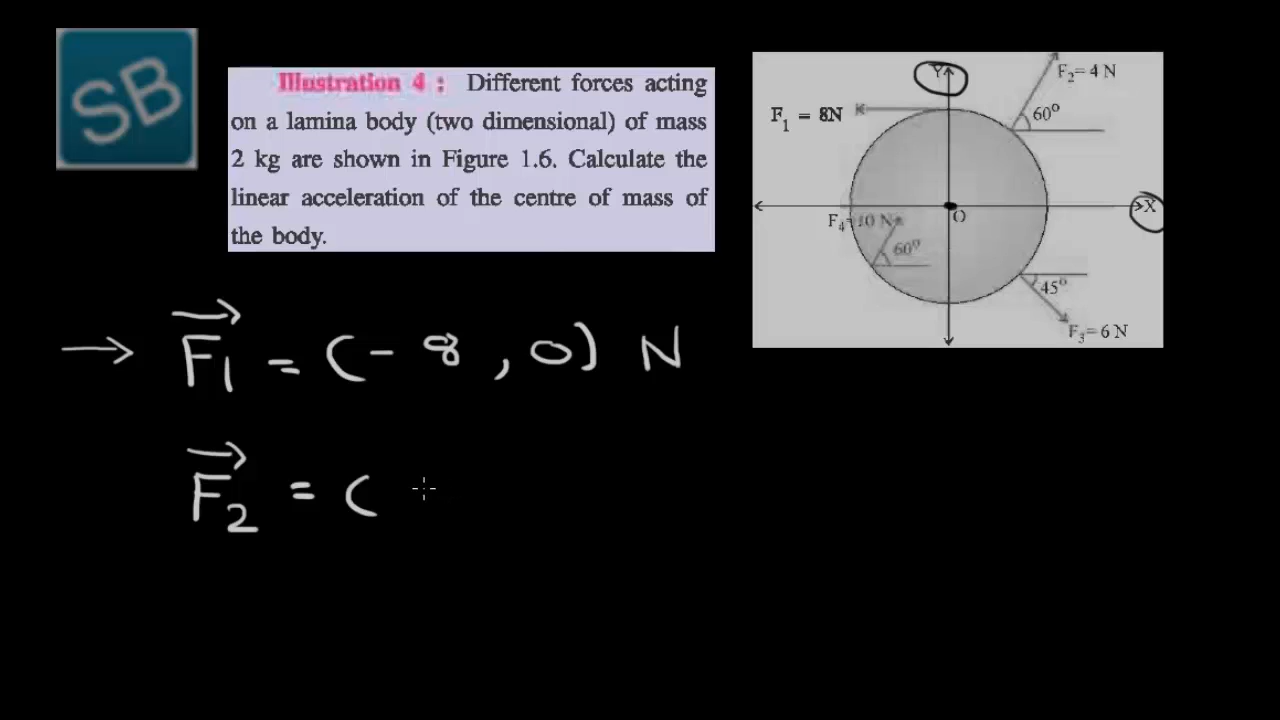 SB
Illustration 4 : Different forces acting
on a lamina body (two dimensional) of mass
2 kg are shown in Figure 1.6. Calculate the
linear acceleration of the centre of mass of
the body.
Y
F₂= 4 N
F₁ = 8N
60°
X
O
F₄=10 N
60°
45°
F₃= 6 N
→ F₁⃗ = (- 8 , 0) N
F₂⃗ = (